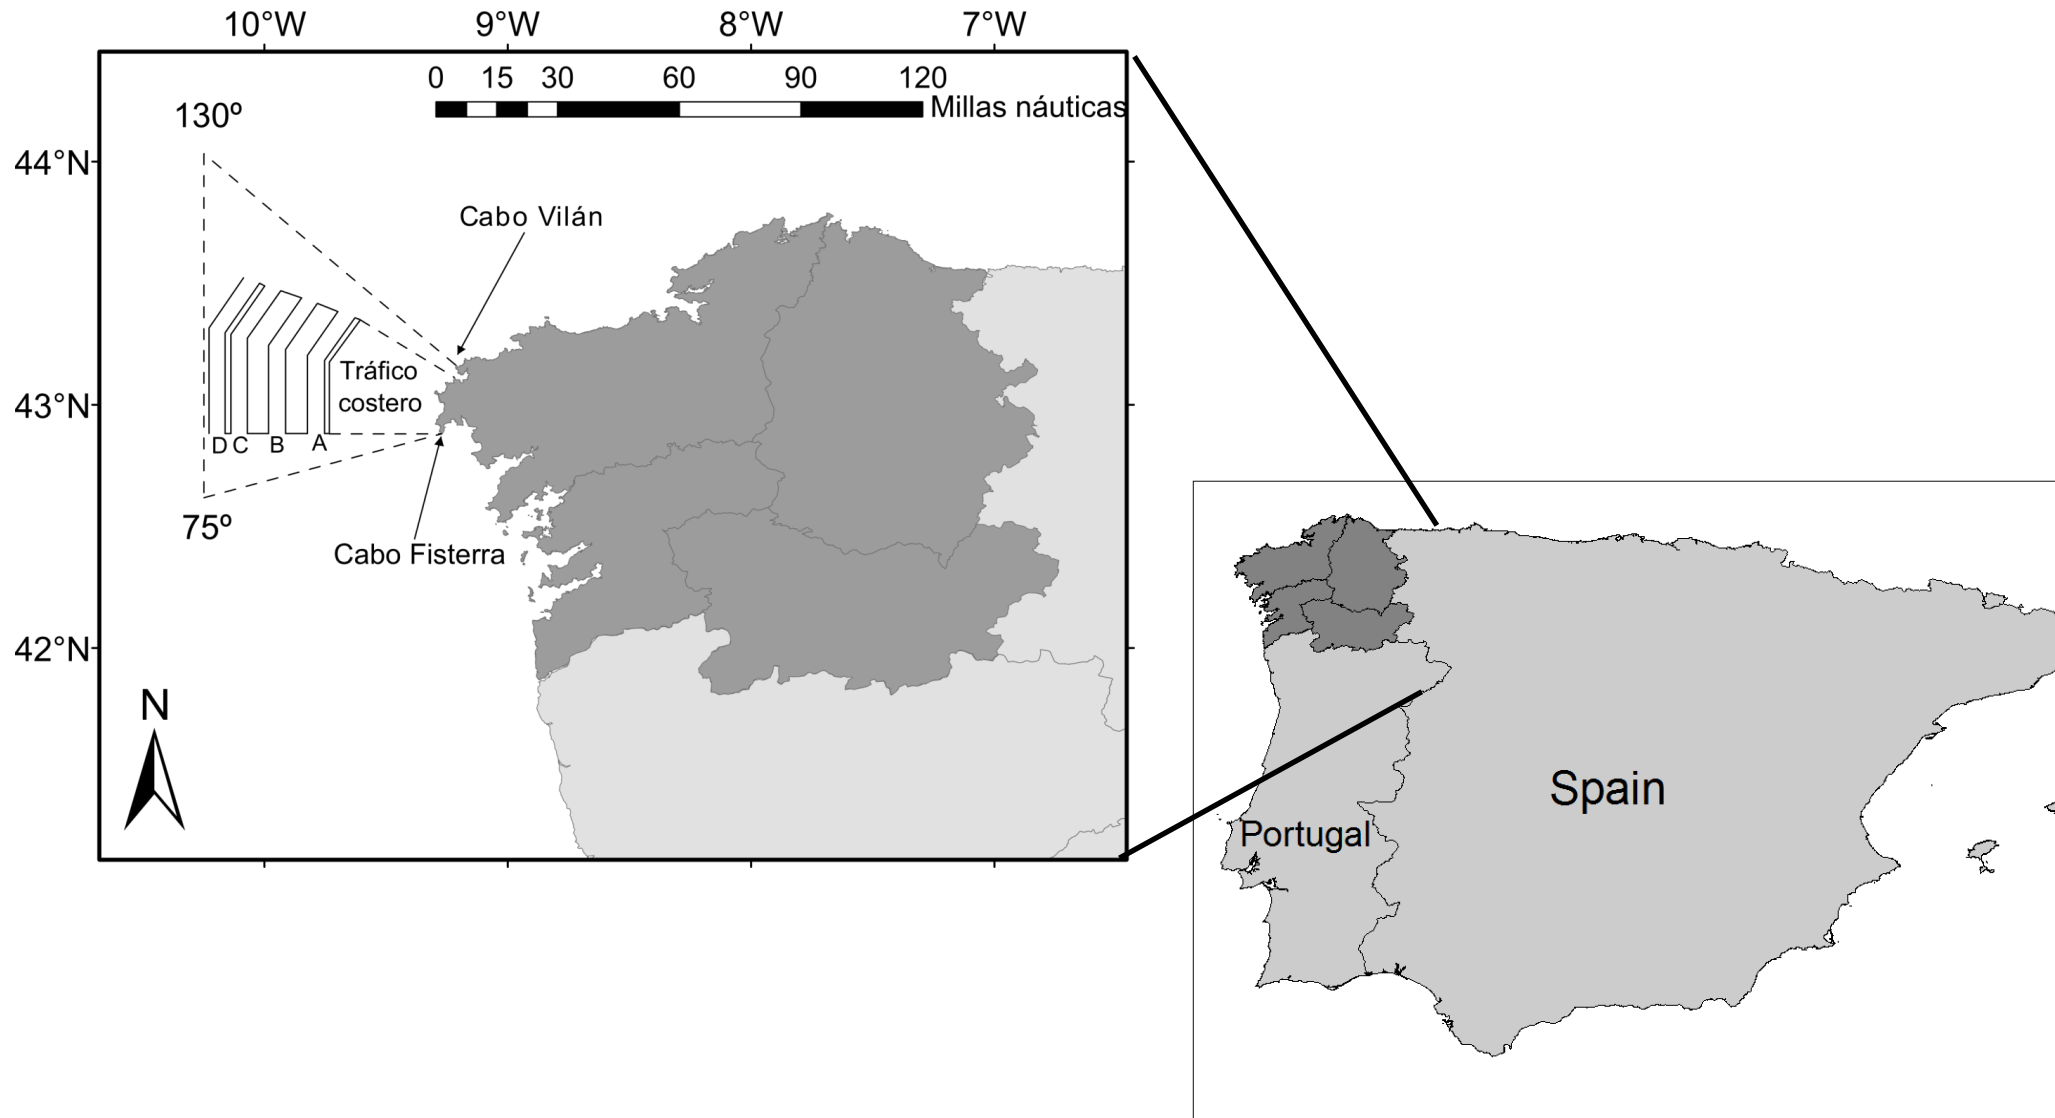 10°W 9°W 8°W 7°W
0 15 30 60 90 120
Millas náuticas
130º
44°N
Cabo Vilán
Tráfico
costero
43°N
D C B A
75º
Cabo Fisterra
42°N
N
Spain
Portugal